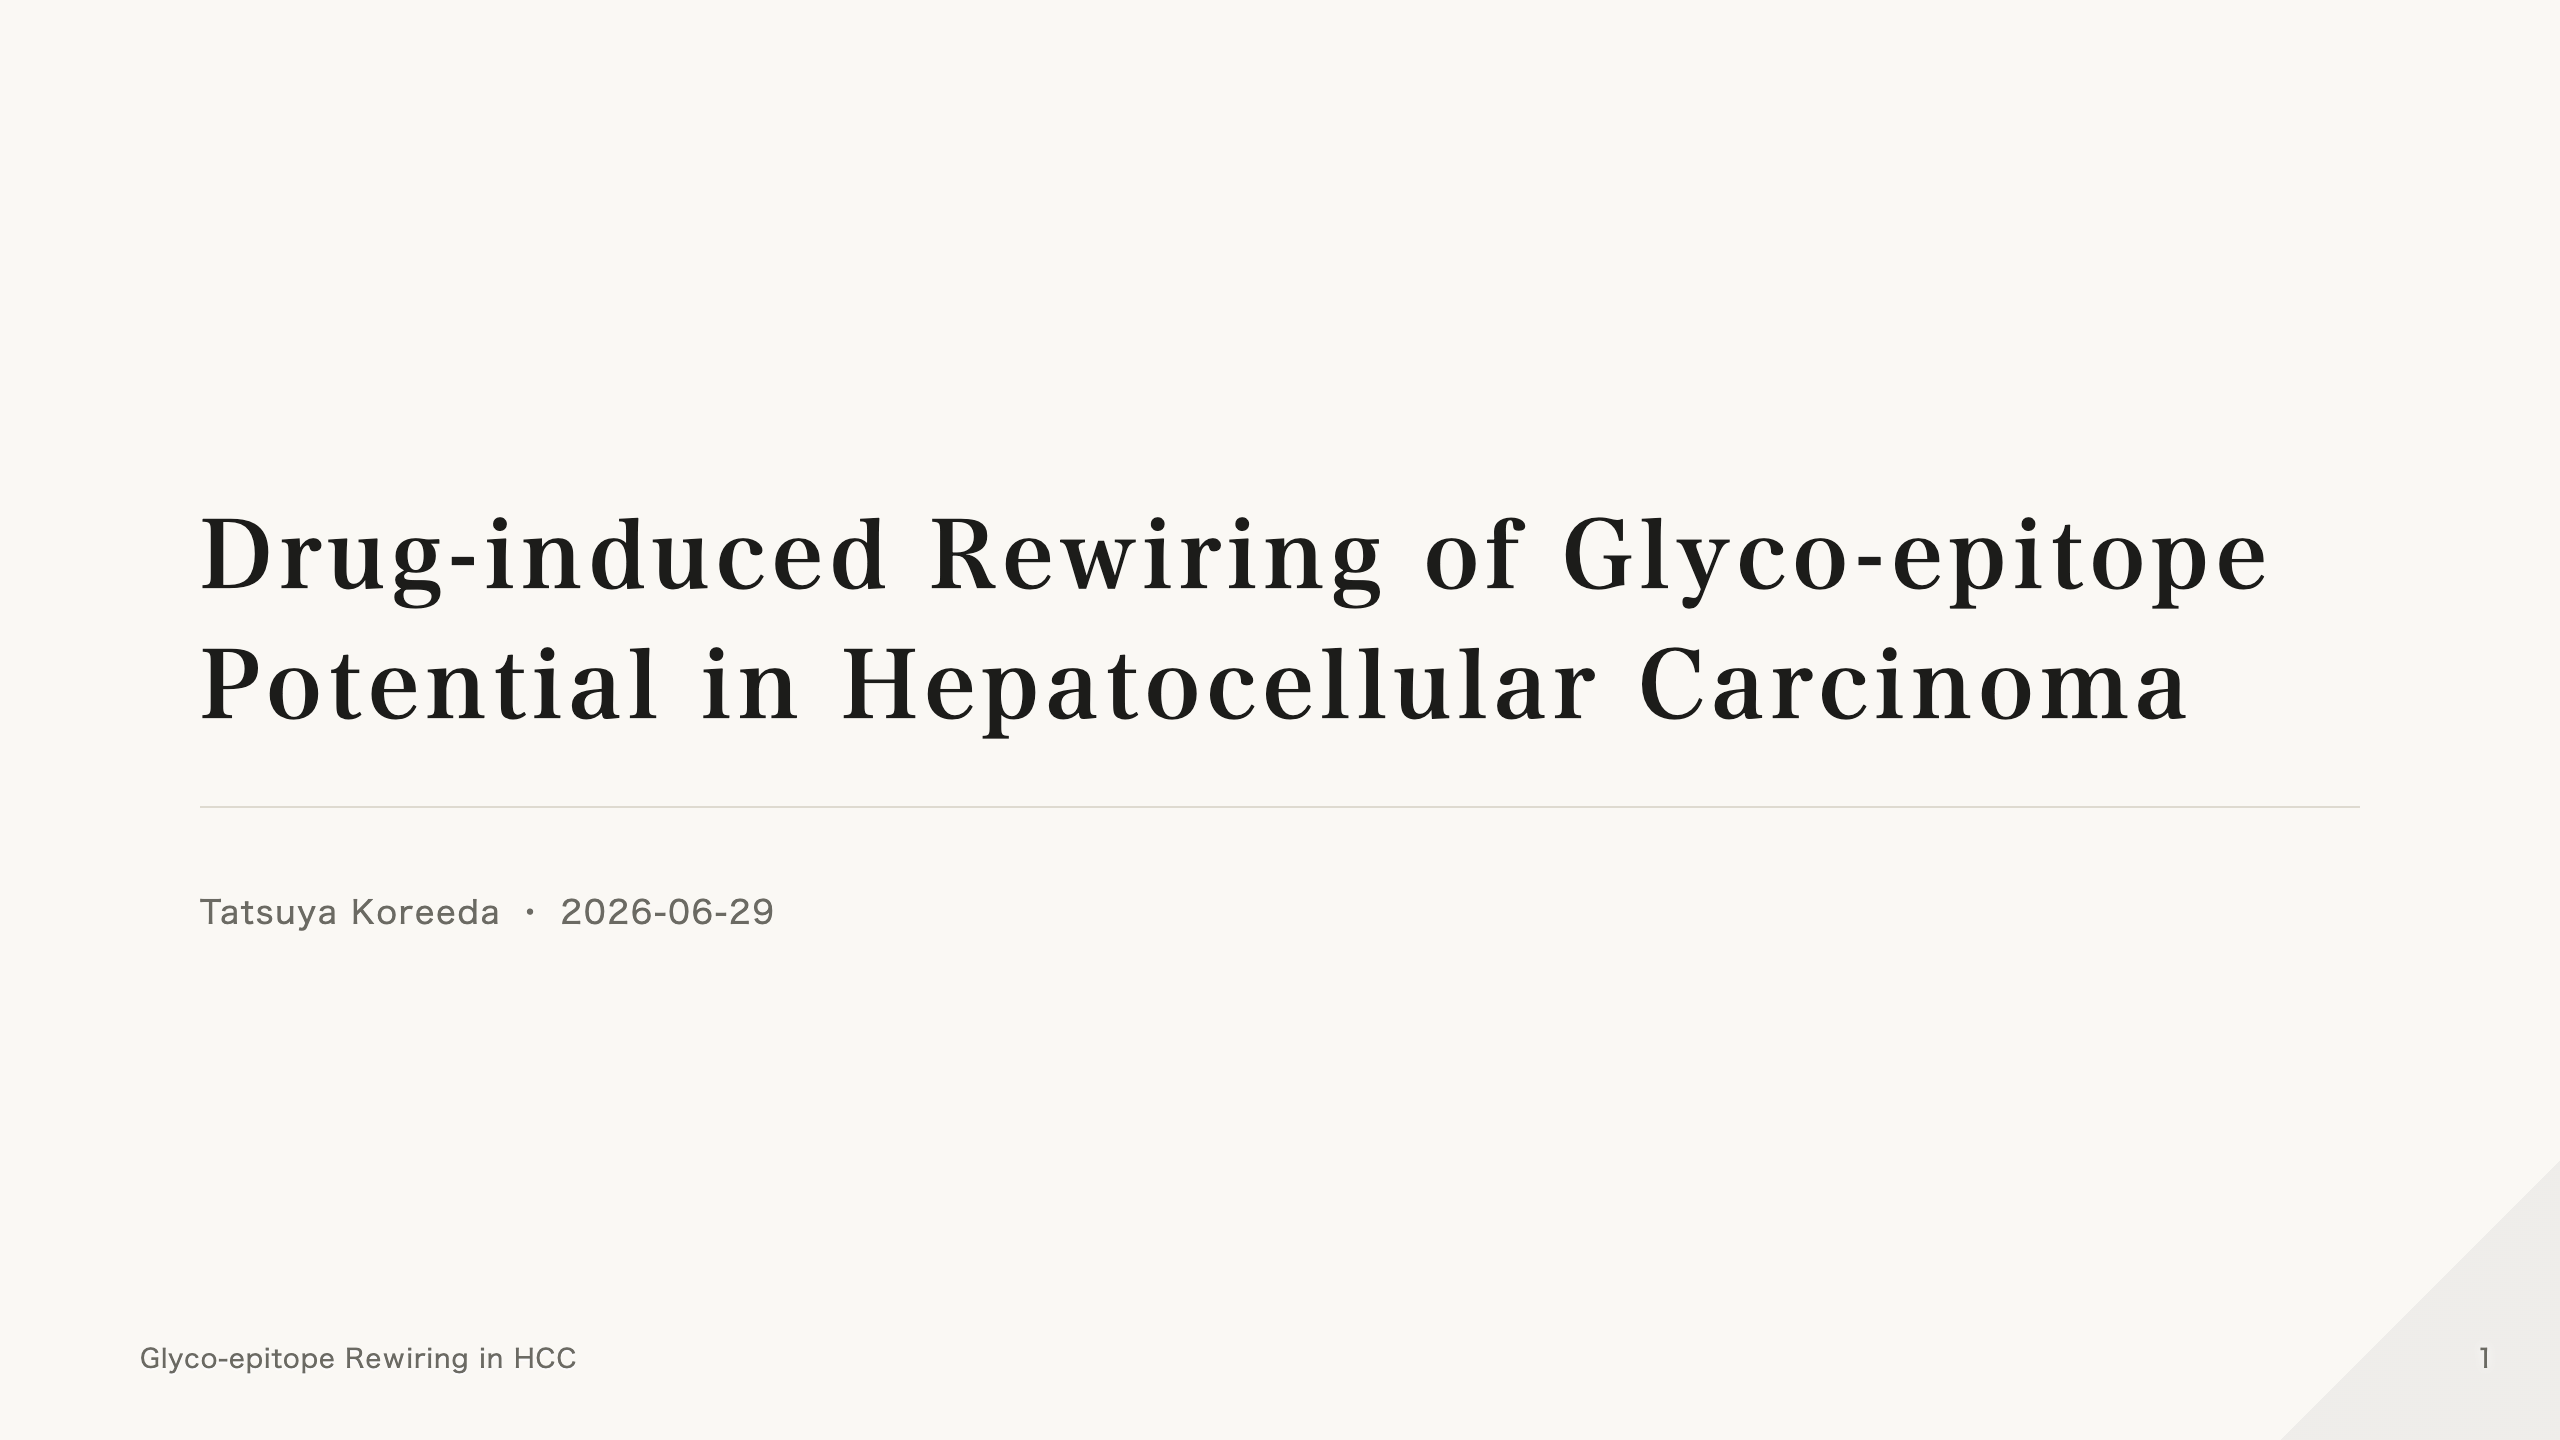 Drug-induced Rewiring of Glyco-epitope
Potential in Hepatocellular Carcinoma
Tatsuya Koreeda ・ 2026-06-29
Glyco-epitope Rewiring in HCC
1